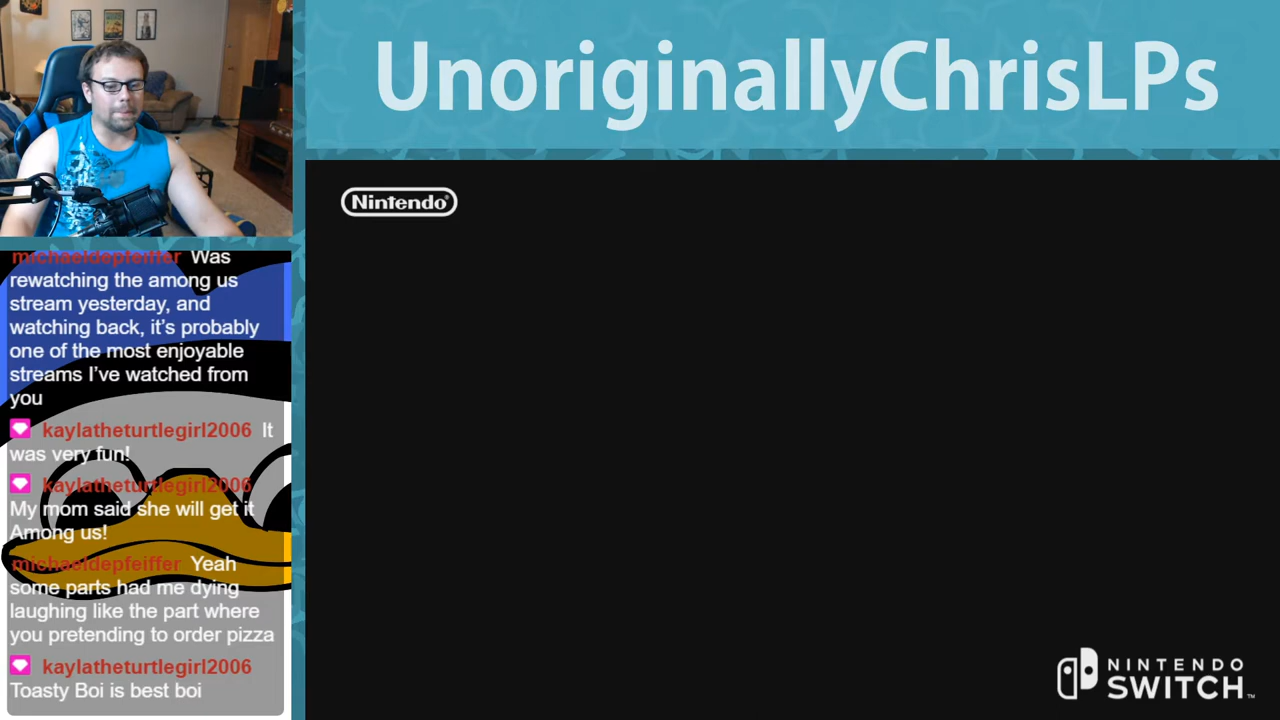 UnoriginallyChrisLPs
Nintendo®
michaeldepfeiffer Was
rewatching the among us
stream yesterday, and
watching back, it's probably
one of the most enjoyable
streams I've watched from
you
kaylatheturtlegirl2006 It
was very fun!
kaylatheturtlegirl2006
My mom said she will get it
Among us!
michaeldepfeiffer Yeah
some parts had me dying
laughing like the part where
you pretending to order pizza
kaylatheturtlegirl2006
Toasty Boi is best boi
NINTENDO
SWITCH™